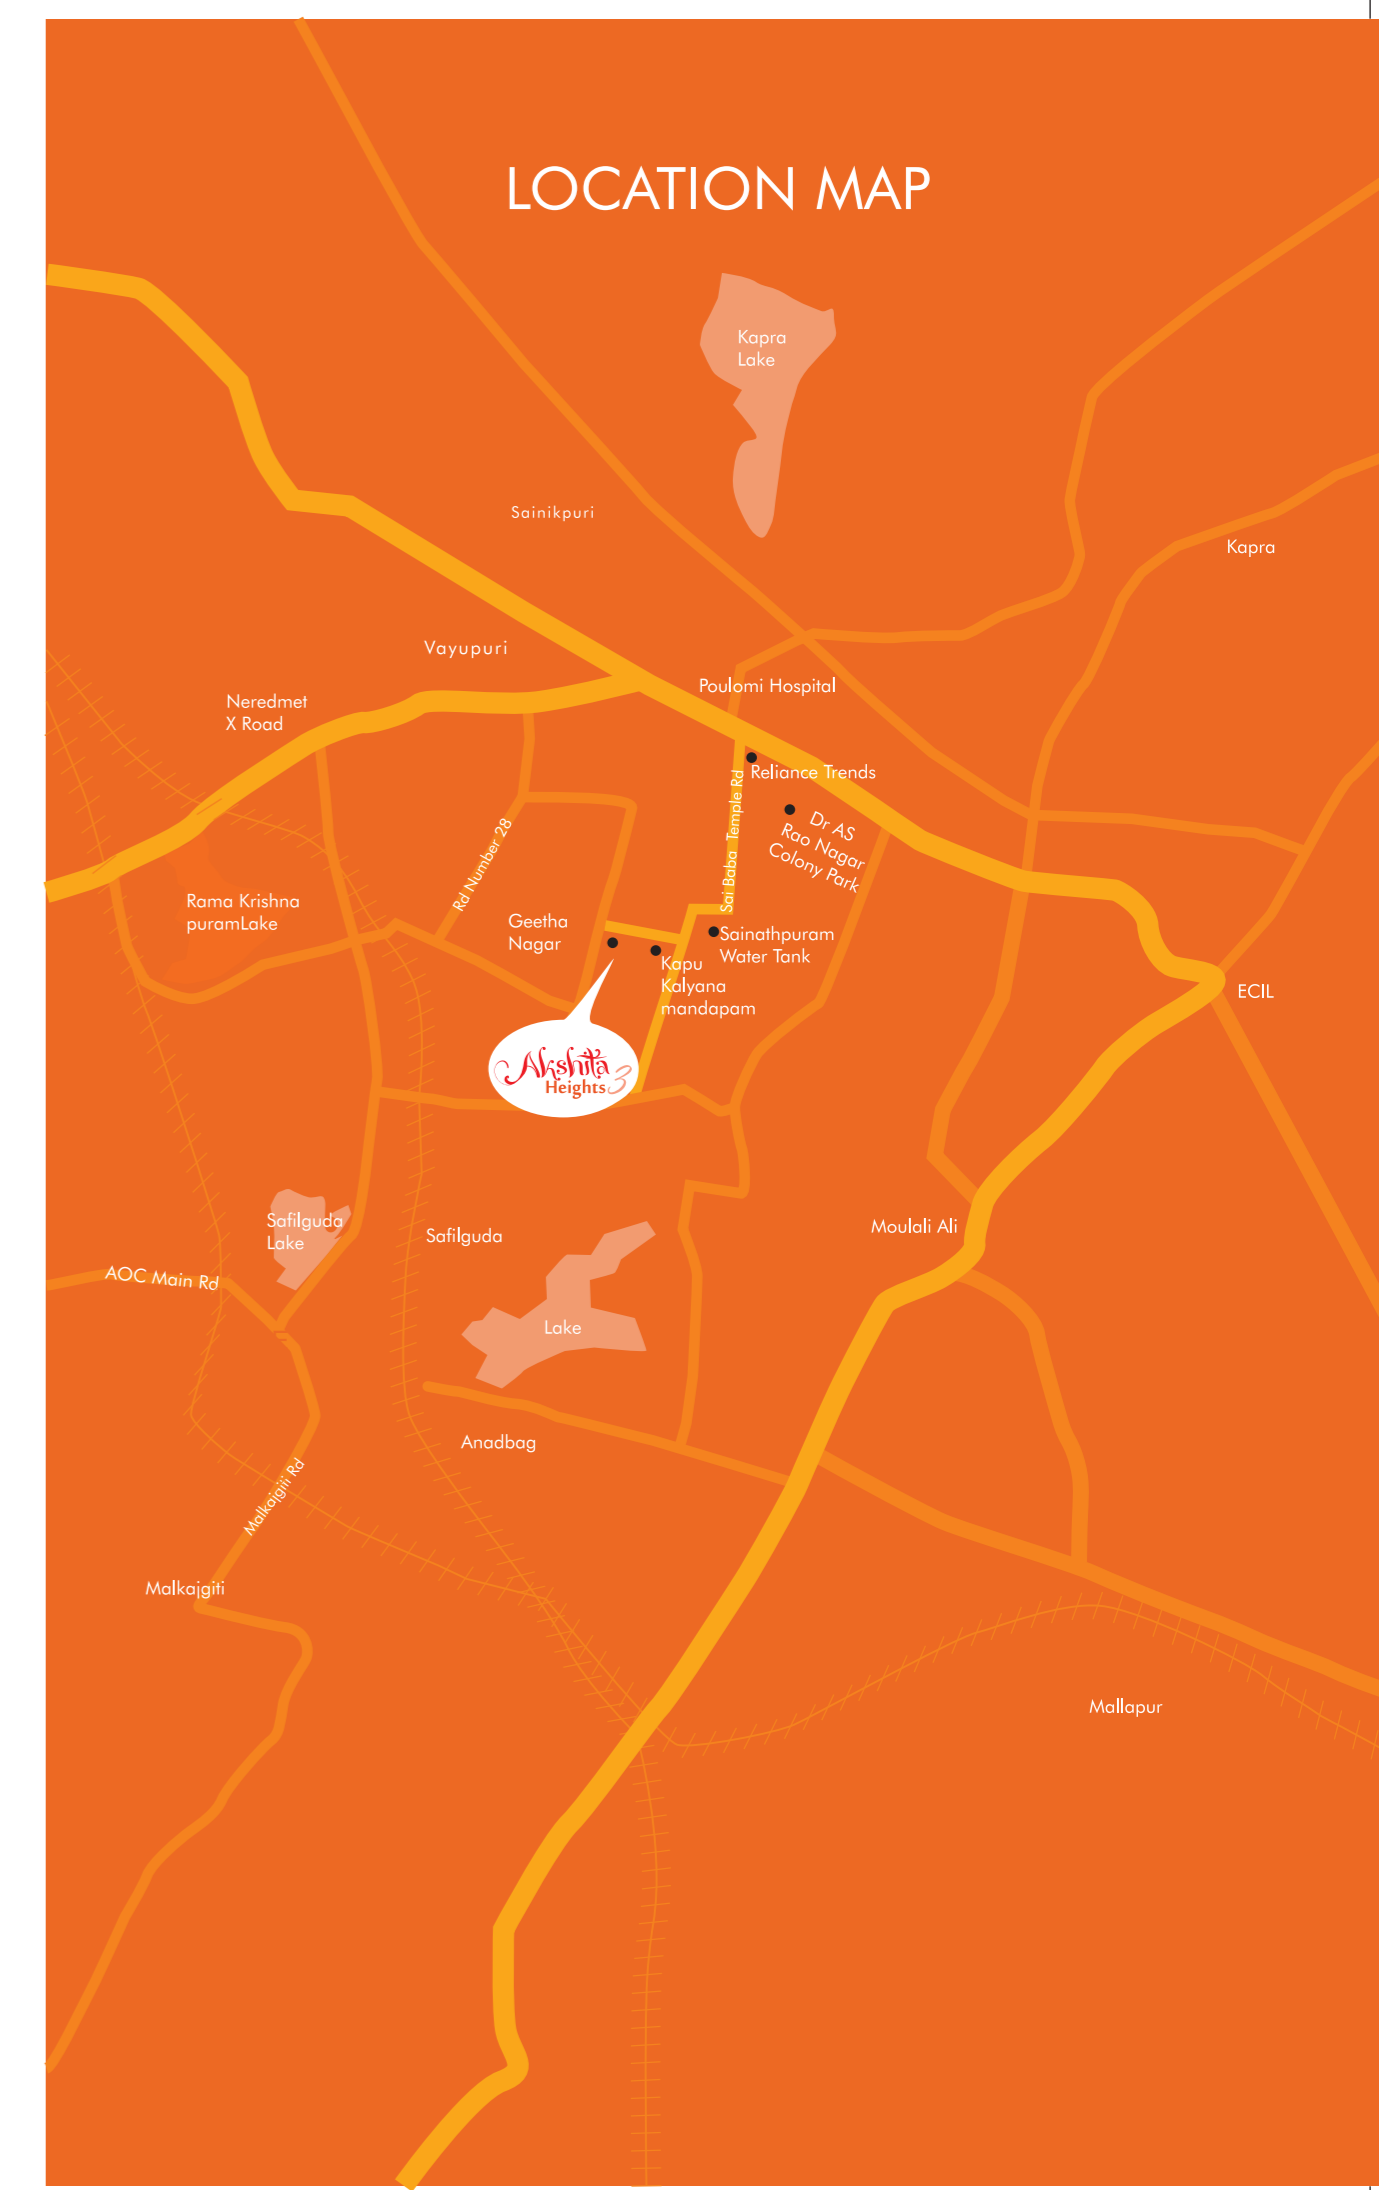 LOCATION MAP
Kapra
Lake
Sainikpuri
Kapra
Vayupuri
Poulomi Hospital
Neredmet
X Road
Reliance Trends
Sai Baba Temple Rd
Dr AS
Rao Nagar
Colony Park
Rd Number 28
Rama Krishna
puramLake
Geetha
Nagar
Sainathpuram
Water Tank
Kapu
Kalyana
mandapam
ECIL
Akshita
Heights 3
Safilguda
Lake
Safilguda
Moulali Ali
AOC Main Rd
Lake
Anadbag
Malkajgiri Rd
Malkajgiti
Mallapur